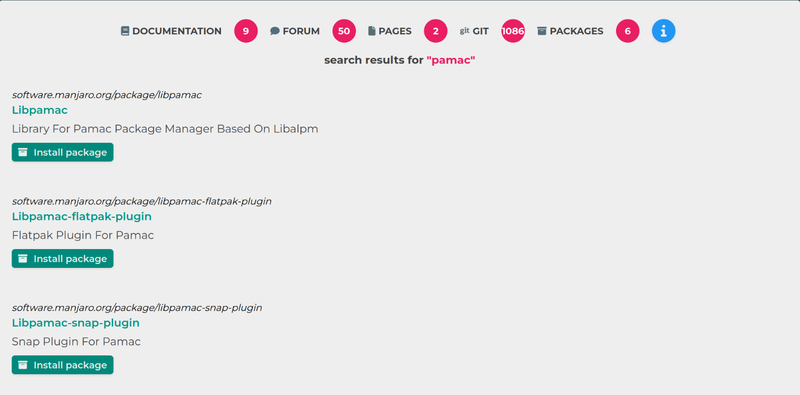 DOCUMENTATION 9 FORUM 50 PAGES 2 git GIT 1086 PACKAGES 6
search results for "pamac"
software.manjaro.org/package/libpamac
Libpamac
Library For Pamac Package Manager Based On Libalpm
Install package
software.manjaro.org/package/libpamac-flatpak-plugin
Libpamac-flatpak-plugin
Flatpak Plugin For Pamac
Install package
software.manjaro.org/package/libpamac-snap-plugin
Libpamac-snap-plugin
Snap Plugin For Pamac
Install package